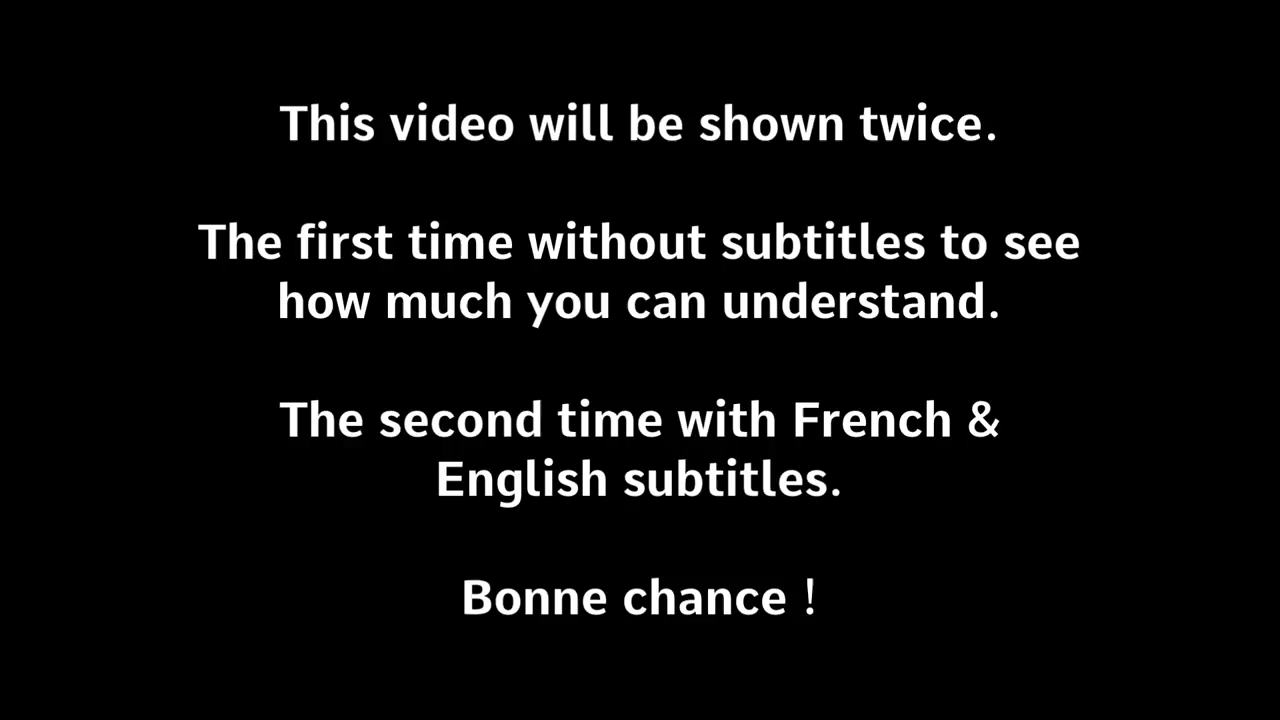 This video will be shown twice.
The first time without subtitles to see
how much you can understand.
The second time with French &
English subtitles.
Bonne chance !